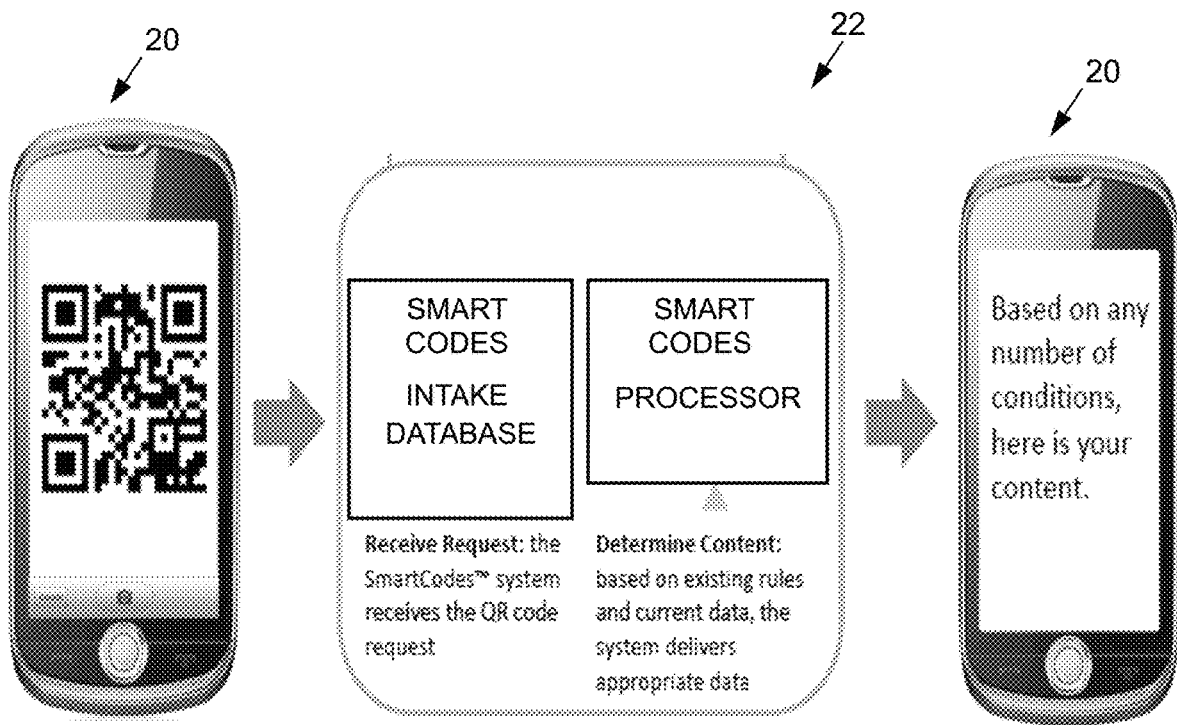 20
22
20
SMART
CODES
INTAKE
DATABASE
SMART
CODES
PROCESSOR
Receive Request: the
SmartCodes™ system
receives the QR code
request
Determine Content:
based on existing rules
and current data, the
system delivers
appropriate data
Based on any
number of
conditions,
here is your
content.